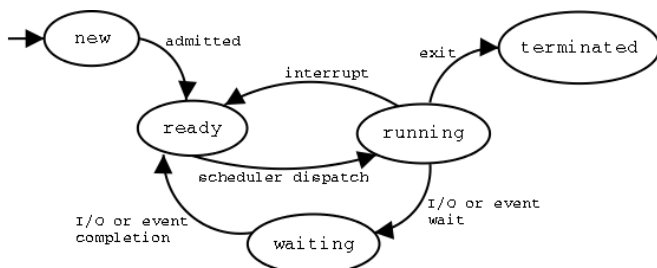 new
admitted
terminated
exit
interrupt
ready
running
scheduler dispatch
I/O or event
completion
I/O or event
wait
waiting